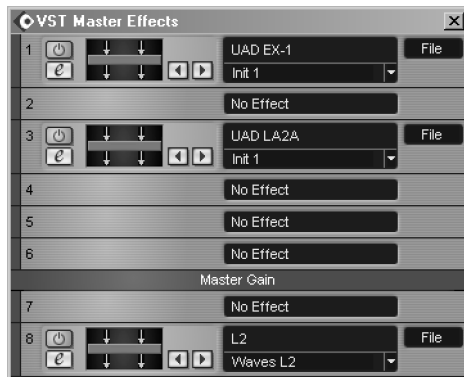 VST Master Effects
1 UAD EX-1 File
e Init 1
2 No Effect
3 UAD LA2A File
e Init 1
4 No Effect
5 No Effect
6 No Effect
Master Gain
7 No Effect
8 L2 File
e Waves L2